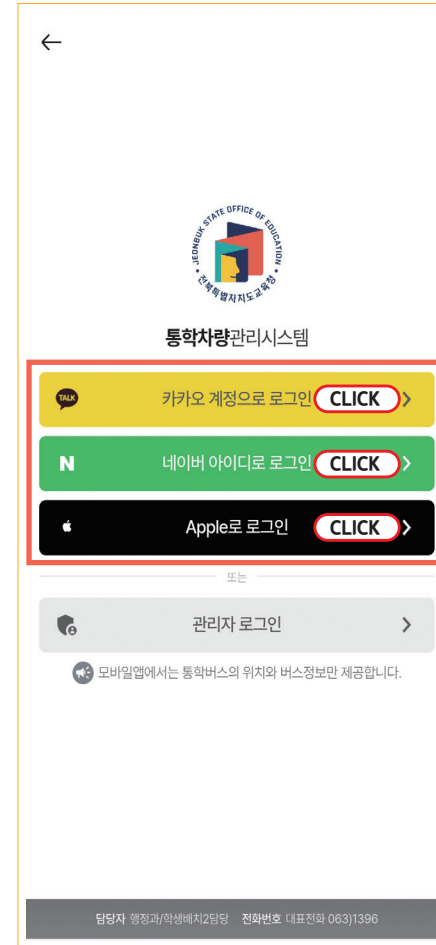 JEONBUK STATE OFFICE OF EDUCATION
전북특별자치도교육청
통학차량관리시스템
TALK 카카오 계정으로 로그인 CLICK
N 네이버 아이디로 로그인 CLICK
Apple로 로그인 CLICK
또는
관리자 로그인
모바일앱에서는 통학버스의 위치와 버스정보만 제공합니다.
담당자 행정과/학생배치2담당 전화번호 대표전화 063)1396